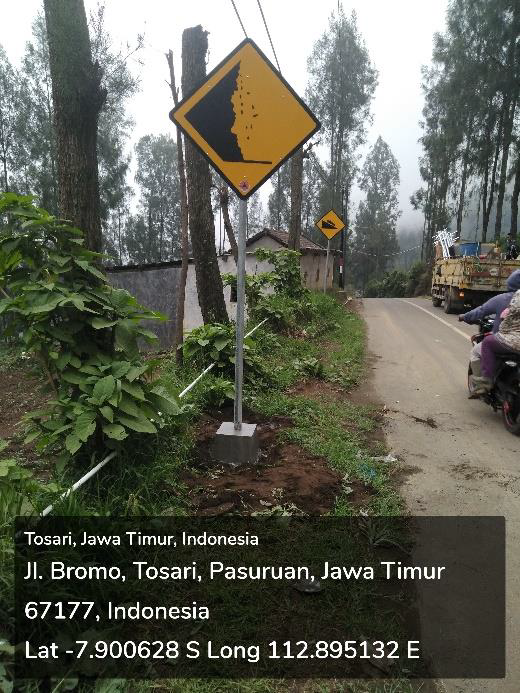 Tosari, Jawa Timur, Indonesia
Jl. Bromo, Tosari, Pasuruan, Jawa Timur
67177, Indonesia
Lat -7.900628 S Long 112.895132 E